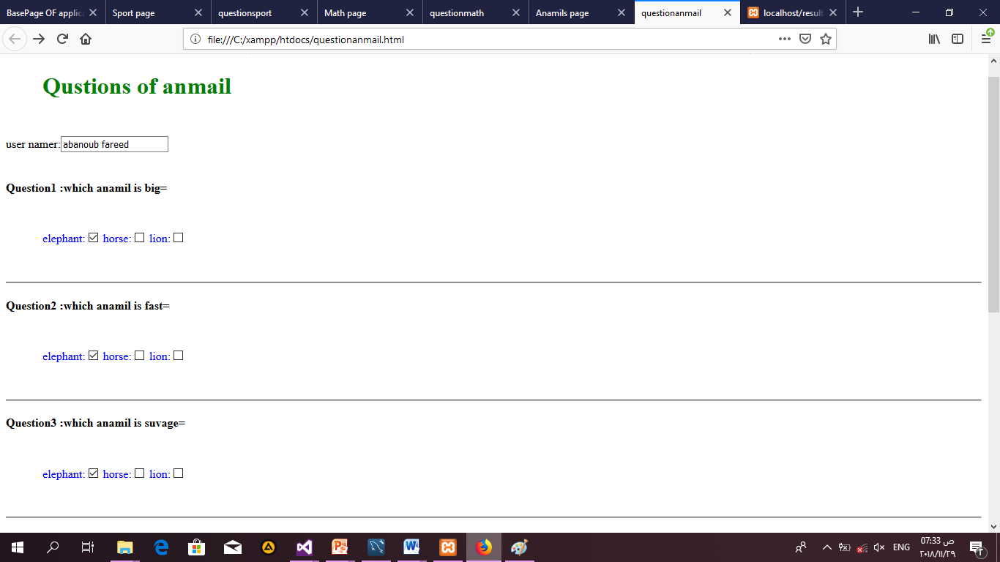 BasePage OF applic
Sport page
questionsport
Math page
questionmath
Anamils page
questionanmail
localhost/result
file:///C:/xampp/htdocs/questionanmail.html
Qustions of anmail
user namer: abanoub fareed
Question1 :which anamil is big=
elephant: horse: lion:
Question2 :which anamil is fast=
elephant: horse: lion:
Question3 :which anamil is suvage=
elephant: horse: lion:
ENG
07:33 ص
٢٠١٨/١١/٢٩